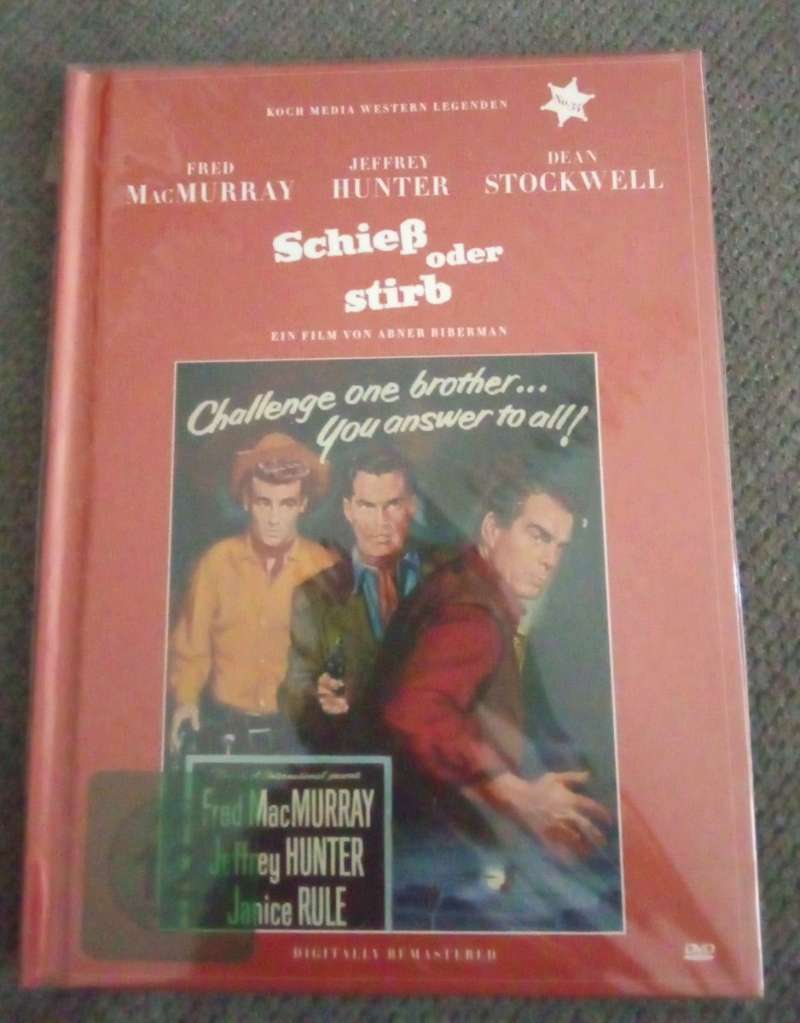 KOCH MEDIA WESTERN LEGENDEN
FRED
MACMURRAY
JEFFREY
HUNTER
DEAN
STOCKWELL
Schieß
oder
stirb
EIN FILM VON ABNER BIBERMAN
Challenge one brother...
You answer to all!
Fred MacMURRAY
Jeffrey HUNTER
Janice RULE
DIGITALLY REMASTERED
DVD